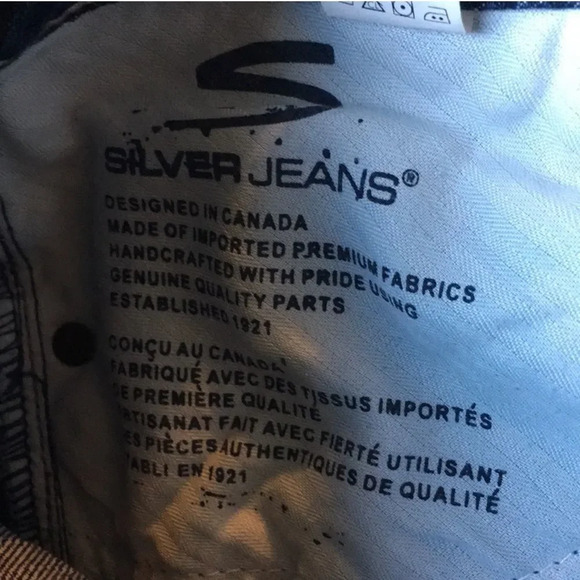 S
SILVER JEANS®
DESIGNED IN CANADA
MADE OF IMPORTED PREMIUM FABRICS
HANDCRAFTED WITH PRIDE USING
GENUINE QUALITY PARTS
ESTABLISHED 1921
CONÇU AU CANADA
FABRIQUÉ AVEC DES TISSUS IMPORTÉS
DE PREMIÈRE QUALITÉ
ARTISANAT FAIT AVEC FIERTÉ UTILISANT
DES PIÈCES AUTHENTIQUES DE QUALITÉ
ÉTABLI EN 1921